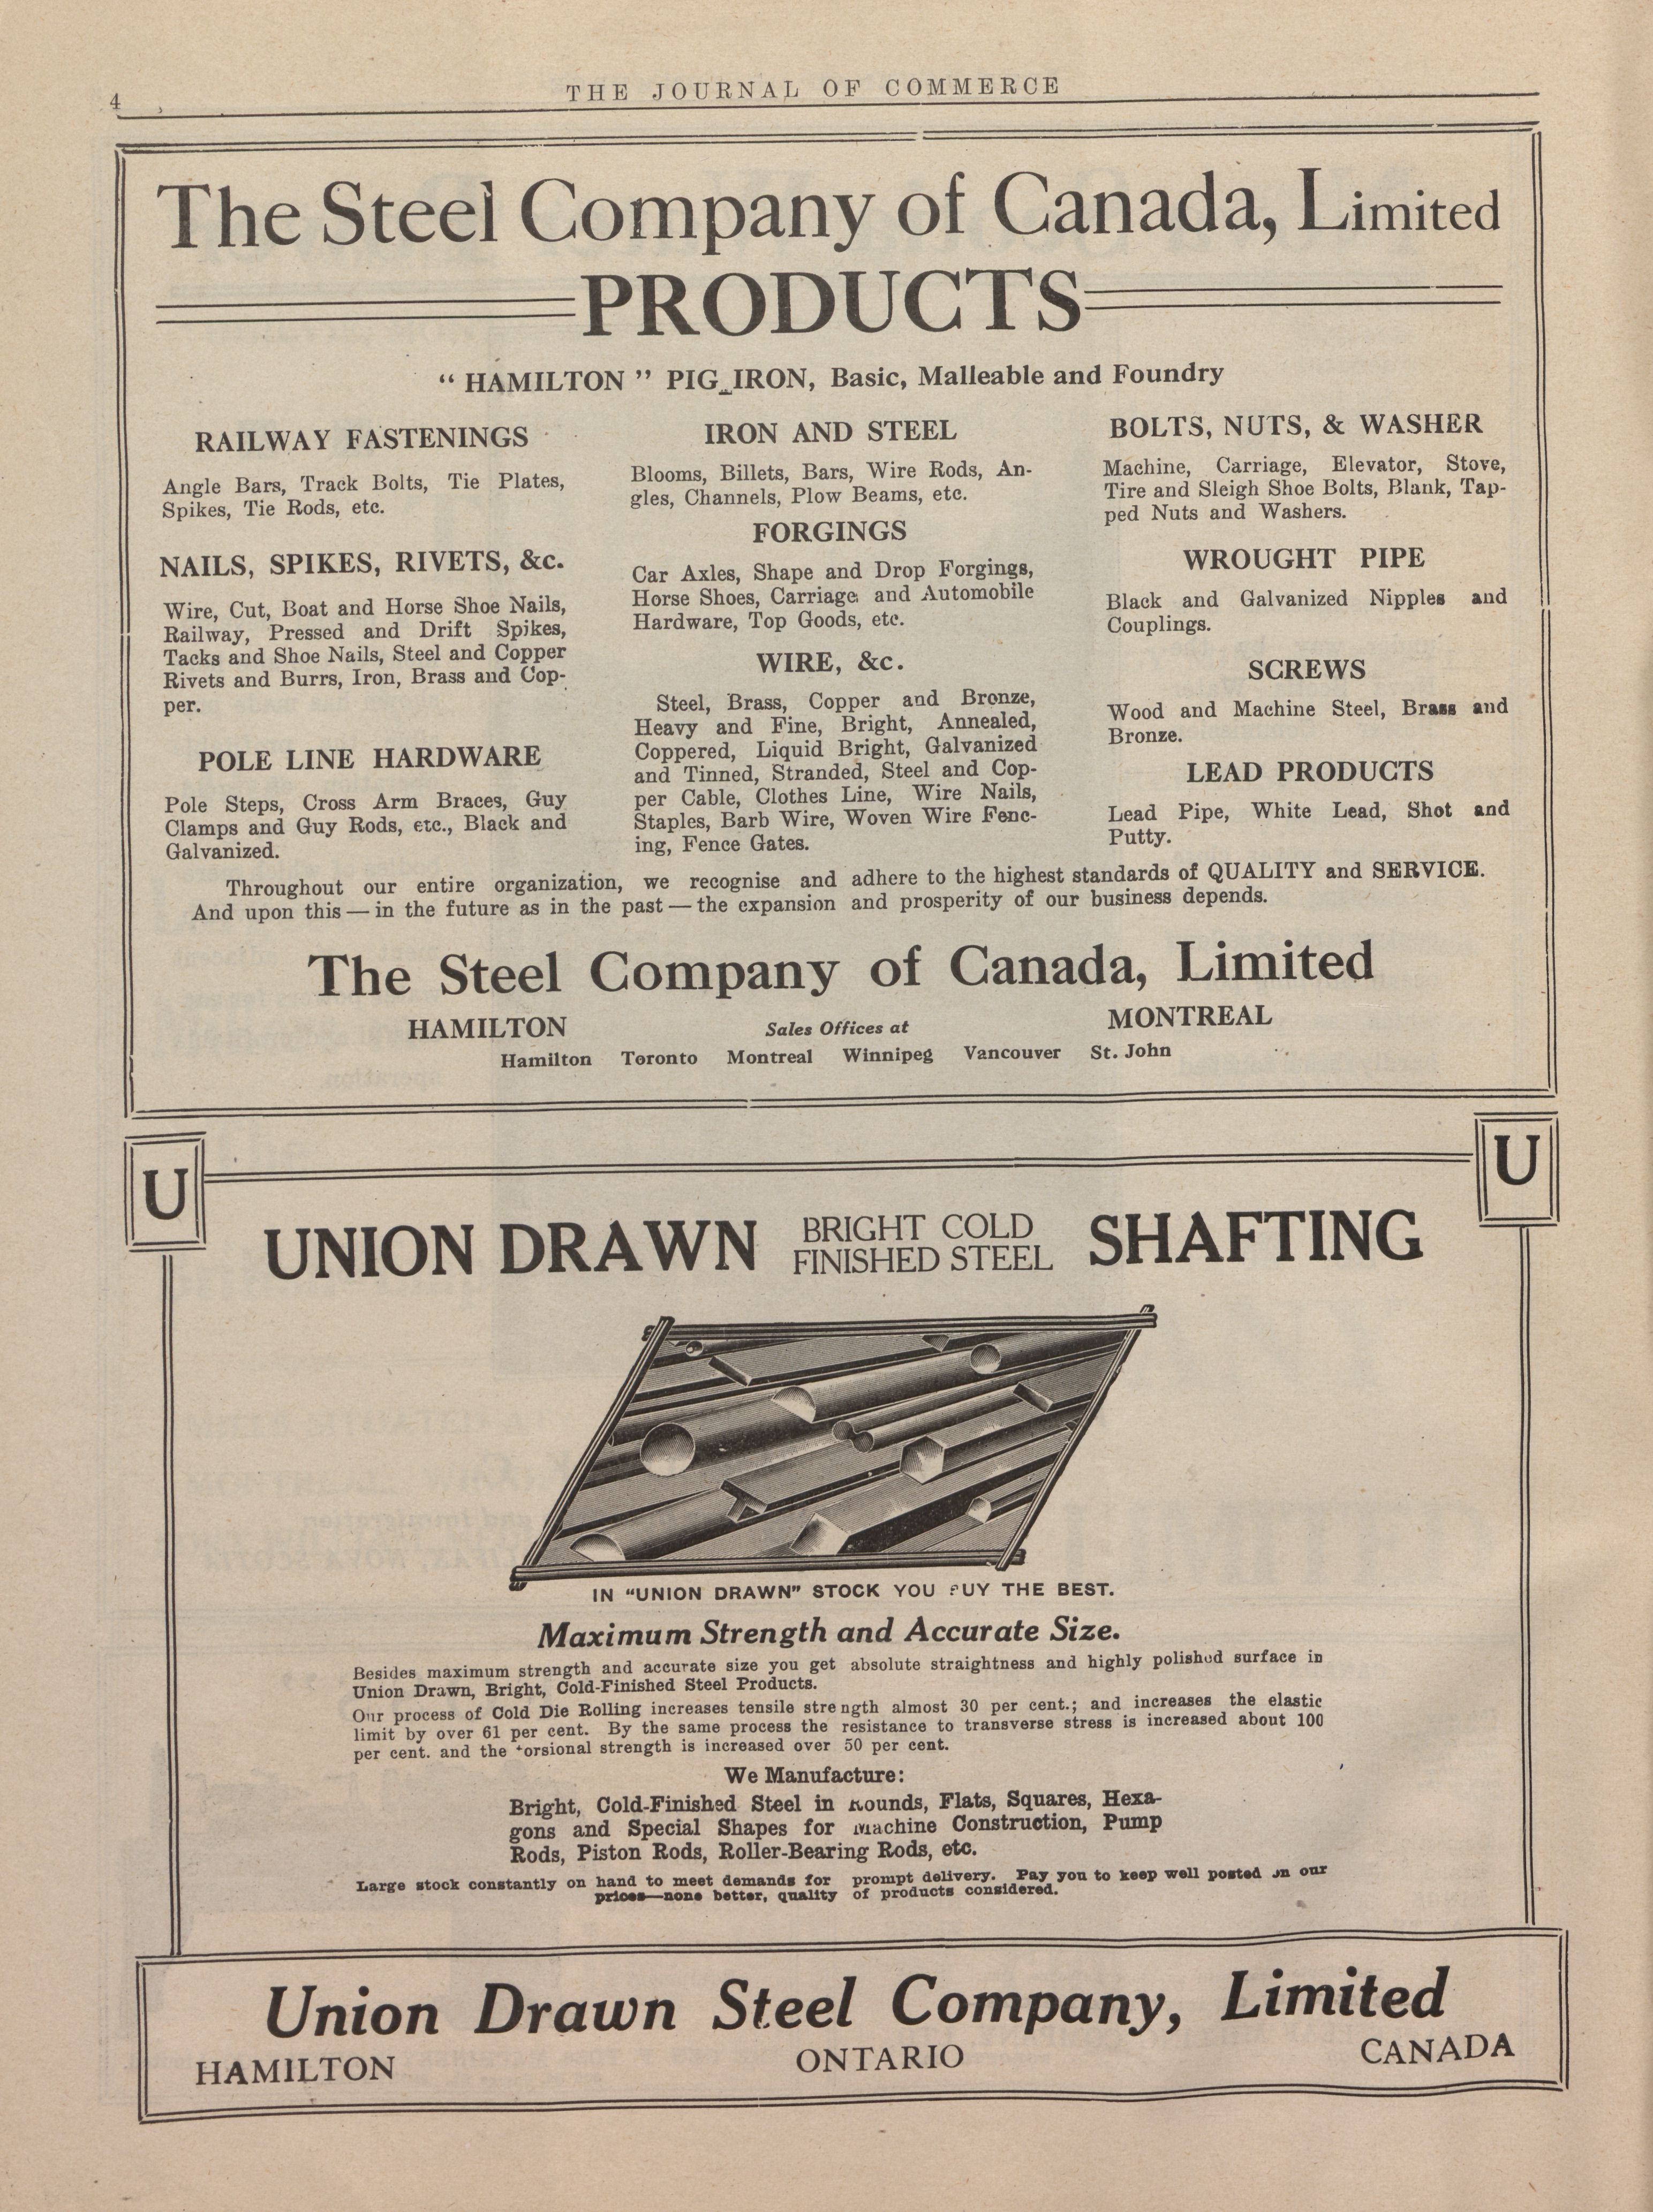 4
THE JOURNAL OF COMMERCE
The Steel Company of Canada, Limited
PRODUCTS
“ HAMILTON ” PIG IRON, Basic, Malleable and Foundry
RAILWAY FASTENINGS
Angle Bars, Track Bolts, Tie Plates,
Spikes, Tie Rods, etc.
NAILS, SPIKES, RIVETS, &c.
Wire, Cut, Boat and Horse Shoe Nails,
Railway, Pressed and Drift Spikes,
Tacks and Shoe Nails, Steel and Copper
Rivets and Burrs, Iron, Brass and Cop-
per.
POLE LINE HARDWARE
Pole Steps, Cross Arm Braces, Guy
Clamps and Guy Rods, etc., Black and
Galvanized.
IRON AND STEEL
Blooms, Billets, Bars, Wire Rods, An-
gles, Channels, Plow Beams, etc.
FORGINGS
Car Axles, Shape and Drop Forgings,
Horse Shoes, Carriage and Automobile
Hardware, Top Goods, etc.
WIRE, &c.
Steel, Brass, Copper and Bronze,
Heavy and Fine, Bright, Annealed,
Coppered, Liquid Bright, Galvanized
and Tinned, Stranded, Steel and Cop-
per Cable, Clothes Line, Wire Nails,
Staples, Barb Wire, Woven Wire Fenc-
ing, Fence Gates.
BOLTS, NUTS, & WASHER
Machine, Carriage, Elevator, Stove,
Tire and Sleigh Shoe Bolts, Blank, Tap-
ped Nuts and Washers.
WROUGHT PIPE
Black and Galvanized Nipples and
Couplings.
SCREWS
Wood and Machine Steel, Brass and
Bronze.
LEAD PRODUCTS
Lead Pipe, White Lead, Shot and
Putty.
Throughout our entire organization, we recognise and adhere to the highest standards of QUALITY and SERVICE.
And upon this — in the future as in the past — the expansion and prosperity of our business depends.
The Steel Company of Canada, Limited
HAMILTON Sales Offices at MONTREAL
Hamilton Toronto Montreal Winnipeg Vancouver St. John
U
U
UNION DRAWN BRIGHT COLD FINISHED STEEL SHAFTING
IN “UNION DRAWN” STOCK YOU BUY THE BEST.
Maximum Strength and Accurate Size.
Besides maximum strength and accurate size you get absolute straightness and highly polished surface in
Union Drawn, Bright, Cold-Finished Steel Products.
Our process of Cold Die Rolling increases tensile strength almost 30 per cent.; and increases the elastic
limit by over 61 per cent. By the same process the resistance to transverse stress is increased about 100
per cent. and the torsional strength is increased over 50 per cent.
We Manufacture:
Bright, Cold-Finished Steel in Rounds, Flats, Squares, Hexa-
gons and Special Shapes for Machine Construction, Pump
Rods, Piston Rods, Roller-Bearing Rods, etc.
Large stock constantly on hand to meet demands for prompt delivery. Pay you to keep well posted on our
prices—none better, quality of products considered.
Union Drawn Steel Company, Limited
HAMILTON ONTARIO CANADA